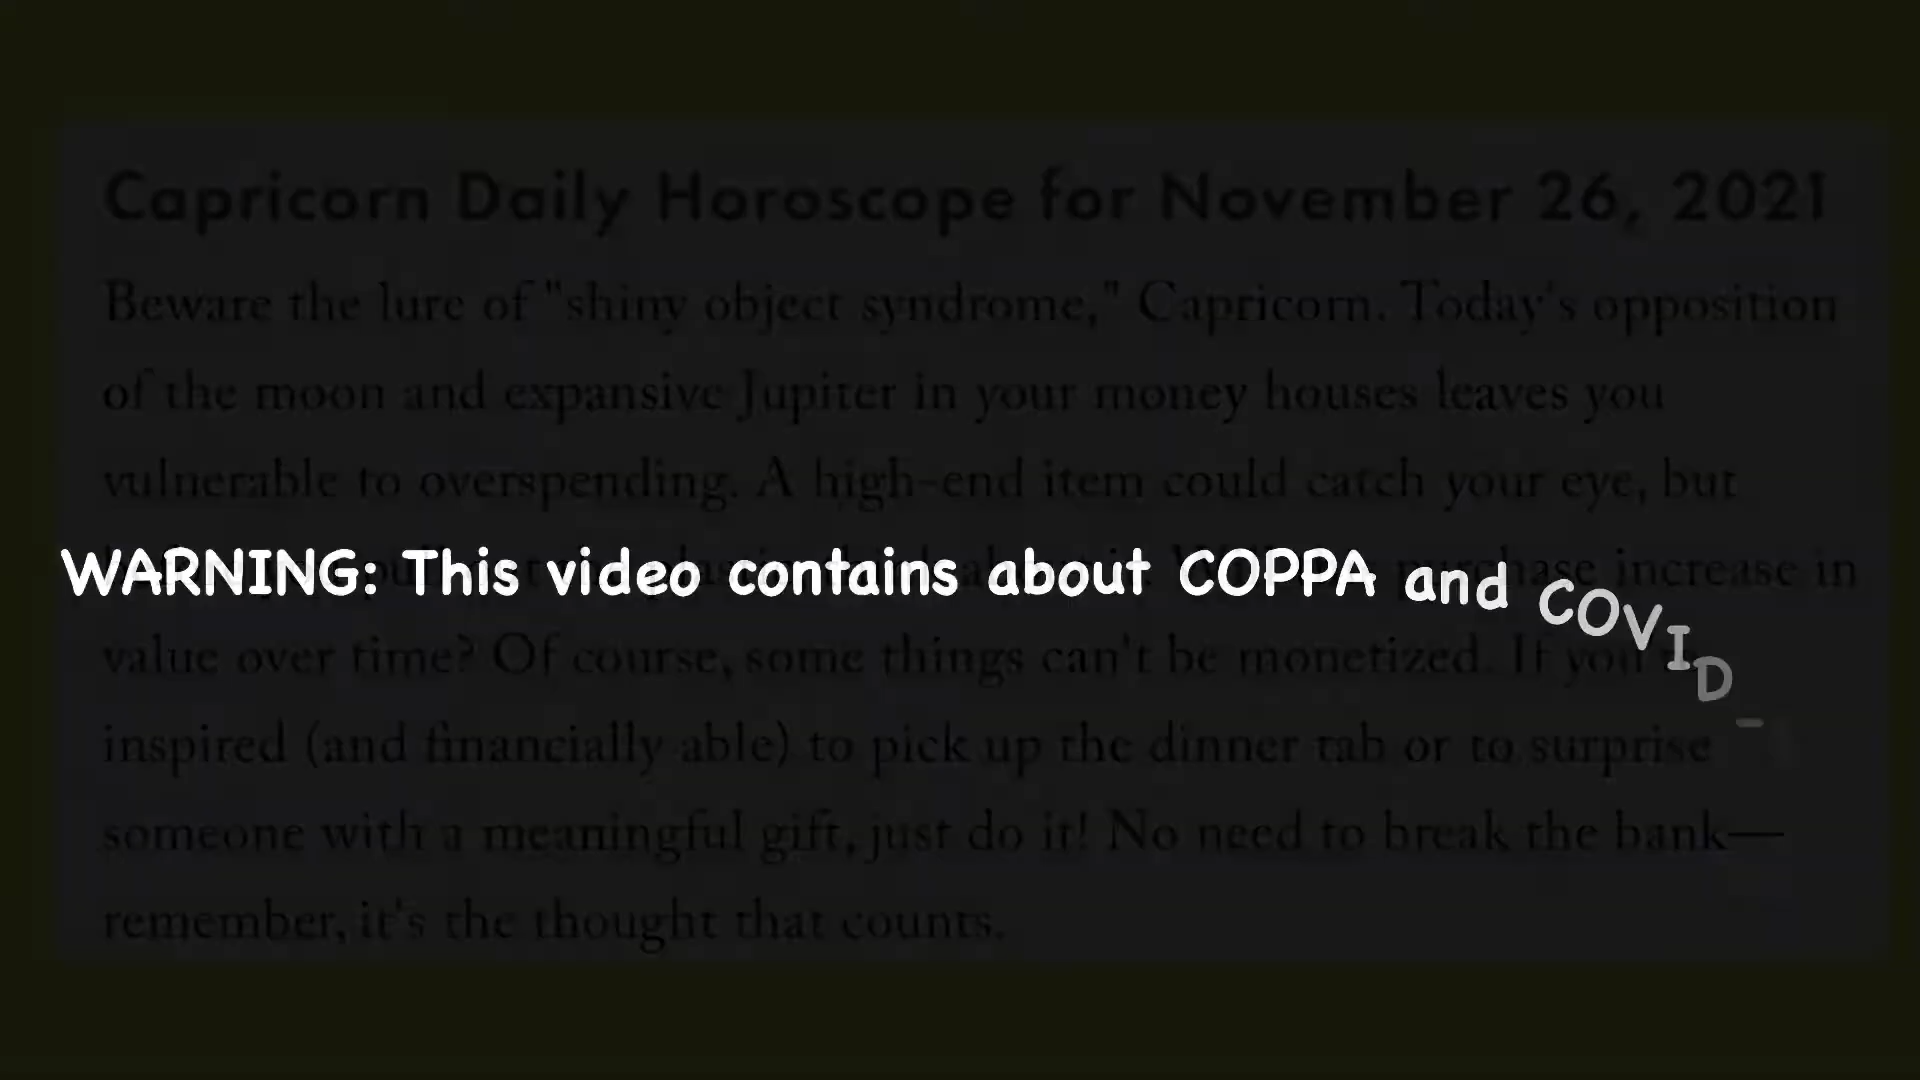 Capricorn Daily Horoscope for November 26, 2021
Beware the lure of "shiny object syndrome," Capricorn. Today's opposition
of the moon and expansive Jupiter in your money houses leaves you
vulnerable to overspending. A high-end item could catch your eye, but
WARNING: This video contains about COPPA and COVID-
increase in
value over time? Of course, some things can't be monetized. If you
inspired (and financially able) to pick up the dinner tab or to surprise
someone with a meaningful gift, just do it! No need to break the bank—
remember, it's the thought that counts.